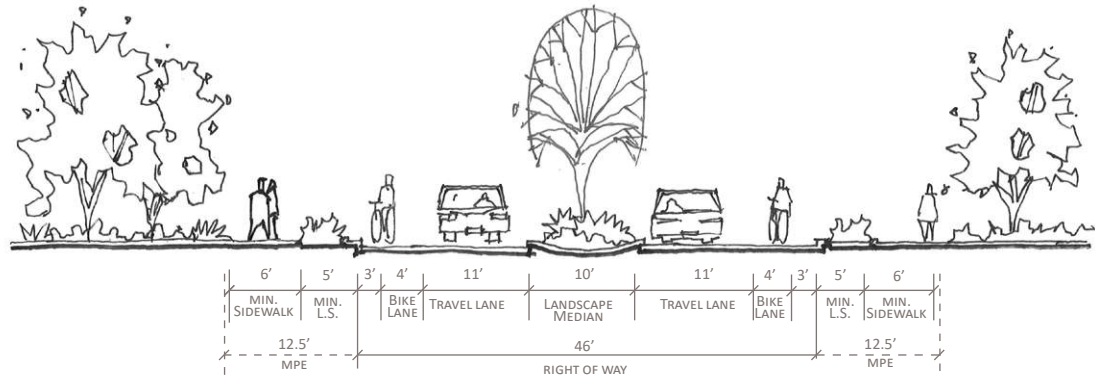 6’ 5’ 3’ 4’ 11’ 10’ 11’ 4’ 3’ 5’ 6’
MIN. SIDEWALK
MIN. L.S.
BIKE LANE
TRAVEL LANE
LANDSCAPE MEDIAN
TRAVEL LANE
BIKE LANE
MIN. L.S.
MIN. SIDEWALK
12.5’ 46’ 12.5’
MPE RIGHT OF WAY MPE